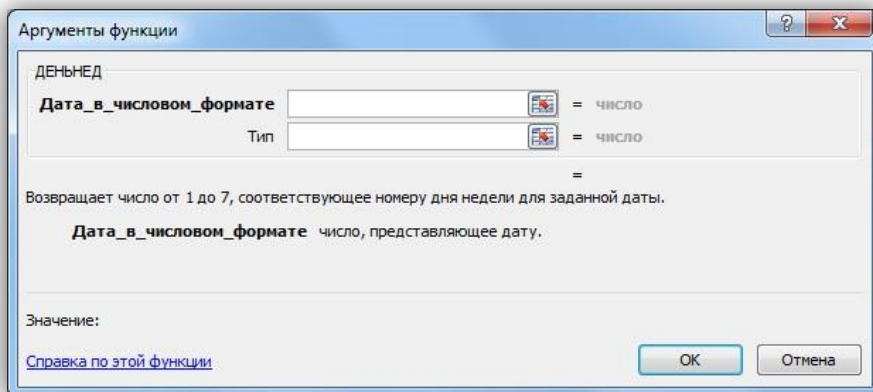 Аргументы функции
ДЕНЬНЕД
Дата_в_числовом_формате = число
Тип = число
=
Возвращает число от 1 до 7, соответствующее номеру дня недели для заданной даты.
Дата_в_числовом_формате число, представляющее дату.
Значение:
Справка по этой функции ОК Отмена